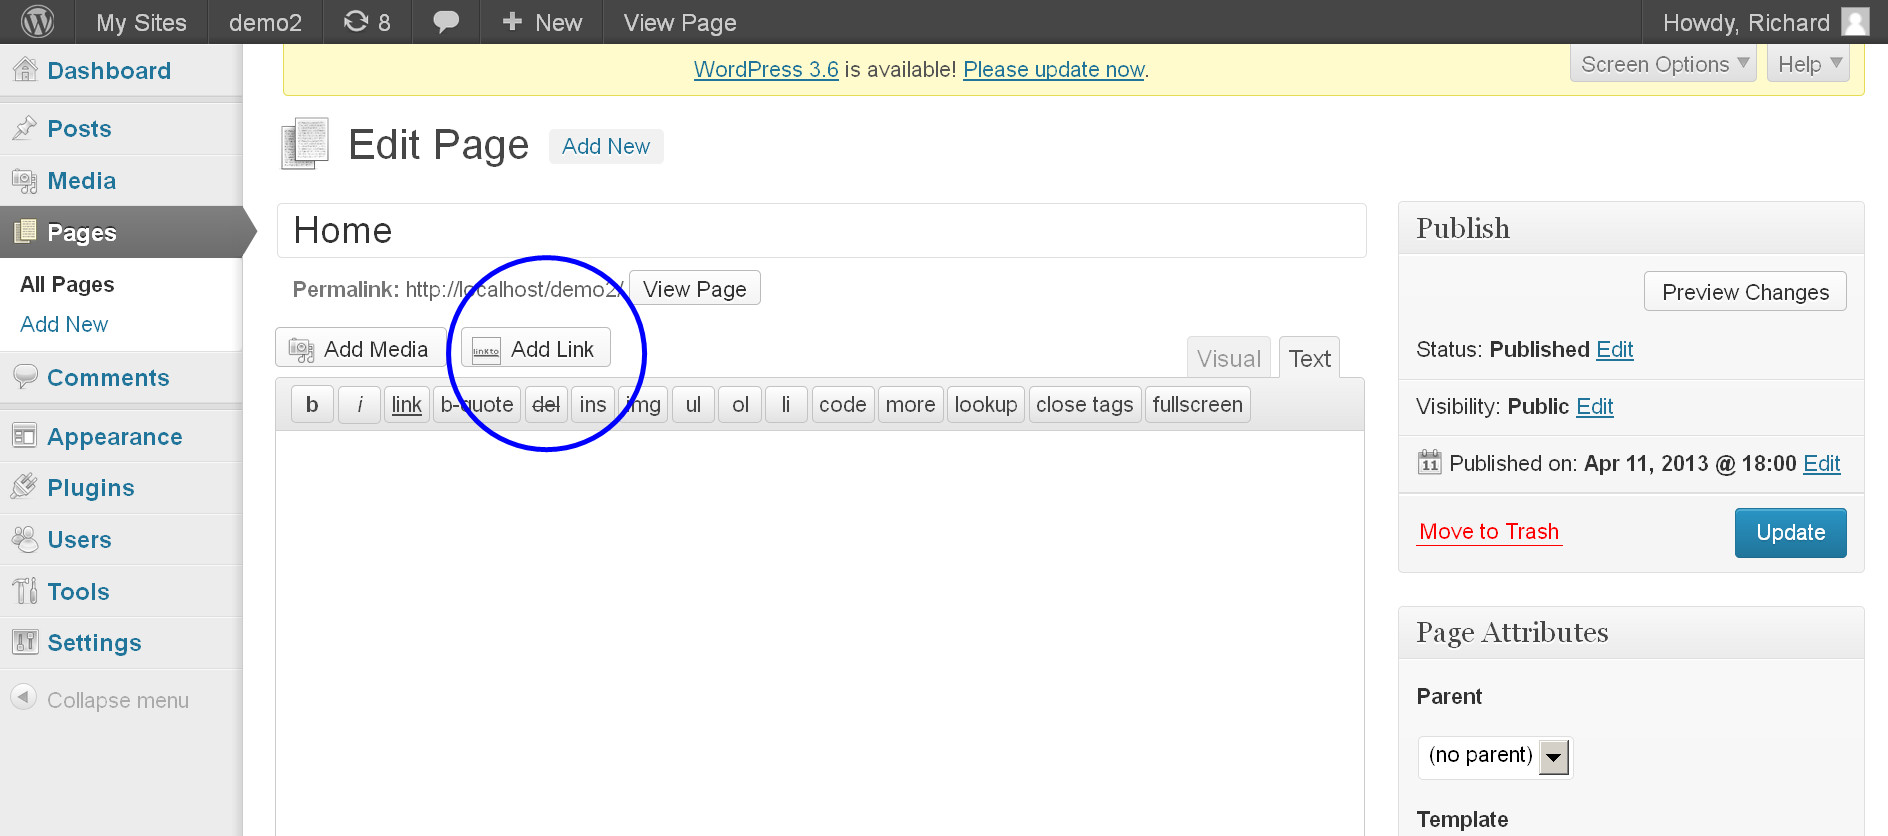 My Sites demo2 8 New View Page Howdy, Richard
WordPress 3.6 is available! Please update now.
Screen Options Help
Dashboard
Posts
Media
Pages
All Pages
Add New
Comments
Appearance
Plugins
Users
Tools
Settings
Collapse menu
Edit Page Add New
Home
Permalink: http://localhost/demo2/ View Page
Add Media linkto Add Link Visual Text
b i link b-quote del ins img ul ol li code more lookup close tags fullscreen
Publish
Preview Changes
Status: Published Edit
Visibility: Public Edit
11 Published on: Apr 11, 2013 @ 18:00 Edit
Move to Trash Update
Page Attributes
Parent
(no parent)
Template